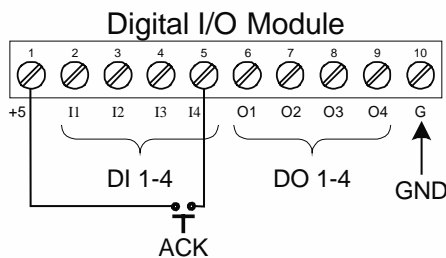 Digital I/O Module
1 2 3 4 5 6 7 8 9 10
+5 I1 I2 I3 I4 O1 O2 O3 O4 G
DI 1-4 DO 1-4
GND
ACK